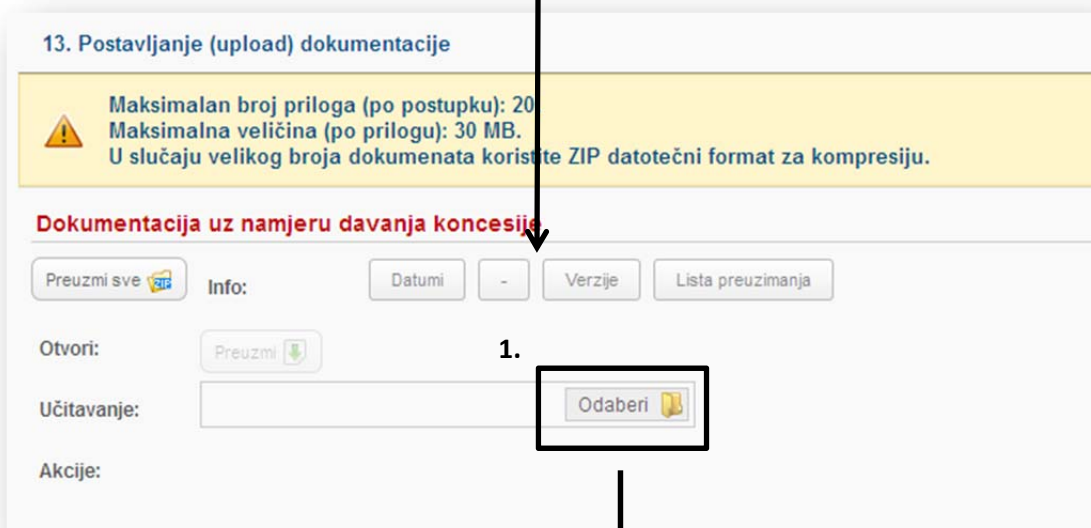 13. Postavljanje (upload) dokumentacije
Maksimalan broj priloga (po postupku): 20
Maksimalna veličina (po prilogu): 30 MB.
U slučaju velikog broja dokumenata koristite ZIP datotečni format za kompresiju.
Dokumentacija uz namjeru davanja koncesije
Preuzmi sve ZIP Info: Datumi - Verzije Lista preuzimanja
Otvori: Preuzmi 1.
Učitavanje: Odaberi
Akcije: